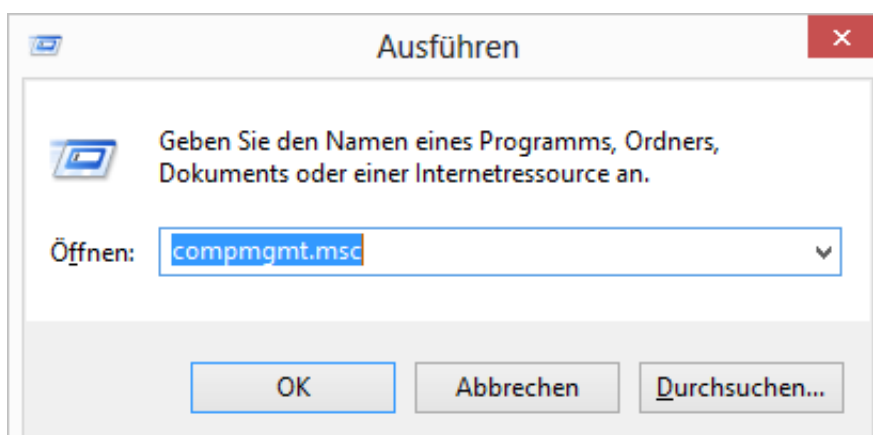 Ausführen
Geben Sie den Namen eines Programms, Ordners,
Dokuments oder einer Internetressource an.
Öffnen: compmgmt.msc
OK Abbrechen Durchsuchen...